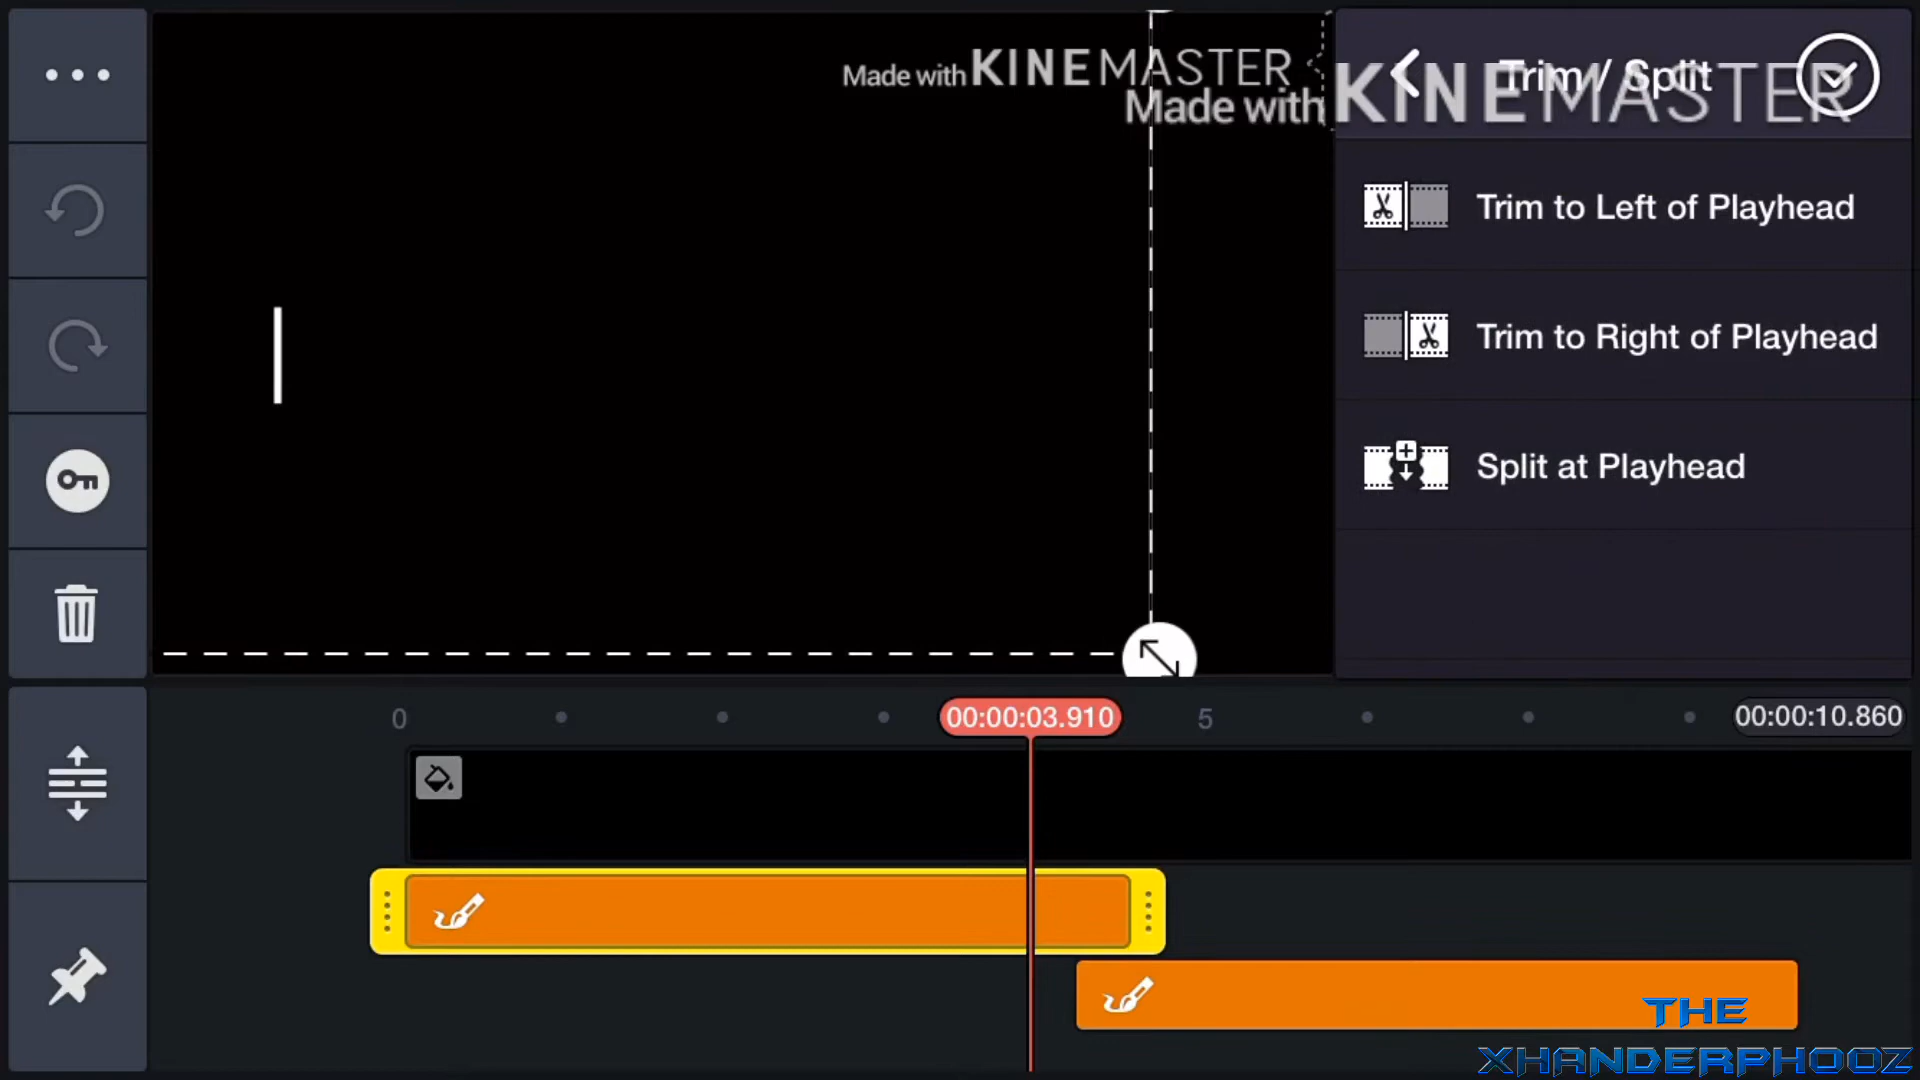 Made with KINEMASTER
Made with KINEMASTER
Trim / Split
Trim to Left of Playhead
Trim to Right of Playhead
Split at Playhead
0
00:00:03.910
5
00:00:10.860
THE
XHANDERPHOOZ